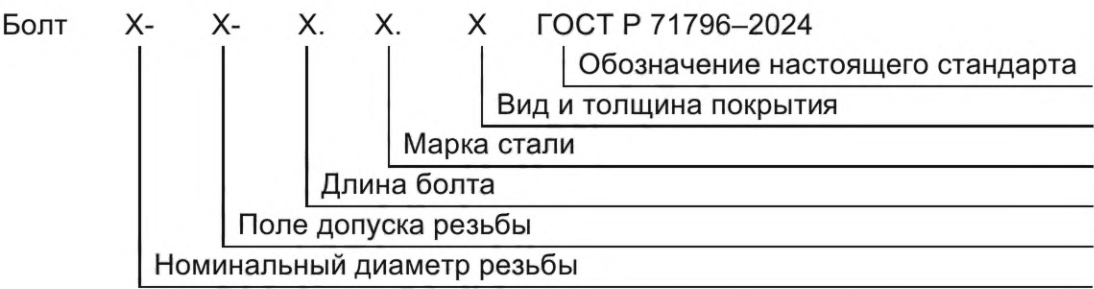 Болт Х- Х- Х. Х. Х ГОСТ Р 71796–2024
Обозначение настоящего стандарта
Вид и толщина покрытия
Марка стали
Длина болта
Поле допуска резьбы
Номинальный диаметр резьбы